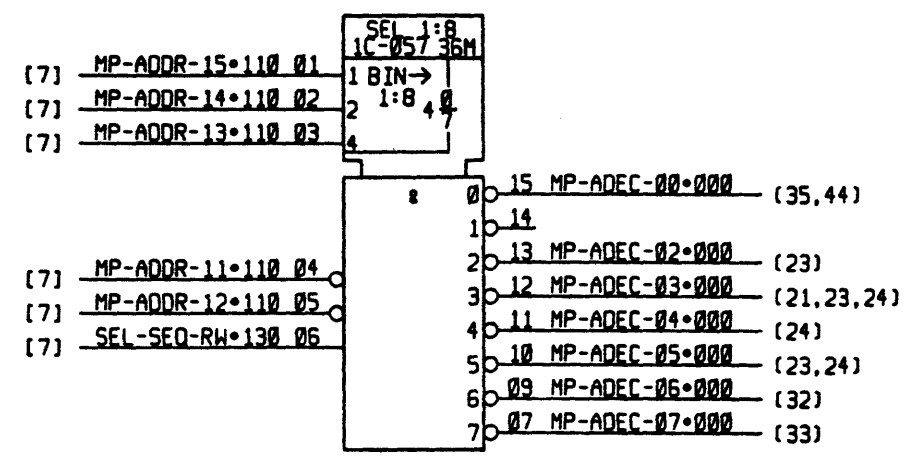 SEL 1:8
1C-057 36M
[7] MP-ADDR-15•110 01
1 BIN→
[7] MP-ADDR-14•110 02
2 1:8 4 0/7
[7] MP-ADDR-13•110 03
4
&
0 15 MP-ADEC-00•000 (35,44)
1 14
2 13 MP-ADEC-02•000 (23)
[7] MP-ADDR-11•110 04
3 12 MP-ADEC-03•000 (21,23,24)
[7] MP-ADDR-12•110 05
4 11 MP-ADEC-04•000 (24)
[7] SEL-SEQ-RW•130 06
5 10 MP-ADEC-05•000 (23,24)
6 09 MP-ADEC-06•000 (32)
7 07 MP-ADEC-07•000 (33)